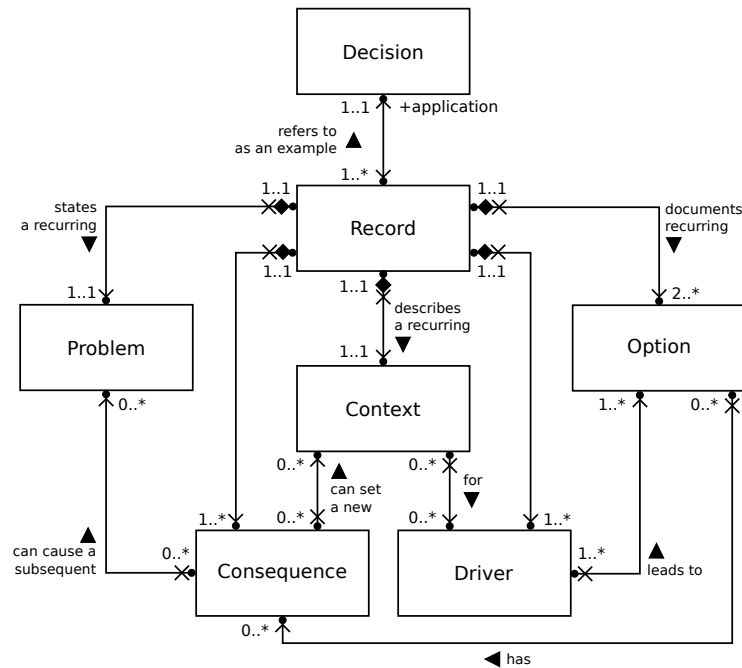 Decision
1..1
+application
refers to
as an example
1..*
1..1
1..1
states
a recurring
documents
recurring
Record
1..1
1..1
1..1
1..1
2..*
describes
a recurring
1..1
Problem
Option
0..*
Context
1..*
0..*
0..*
0..*
can set
a new
for
0..*
0..*
1..*
1..*
can cause a
subsequent
0..*
Consequence
Driver
1..*
leads to
0..*
has